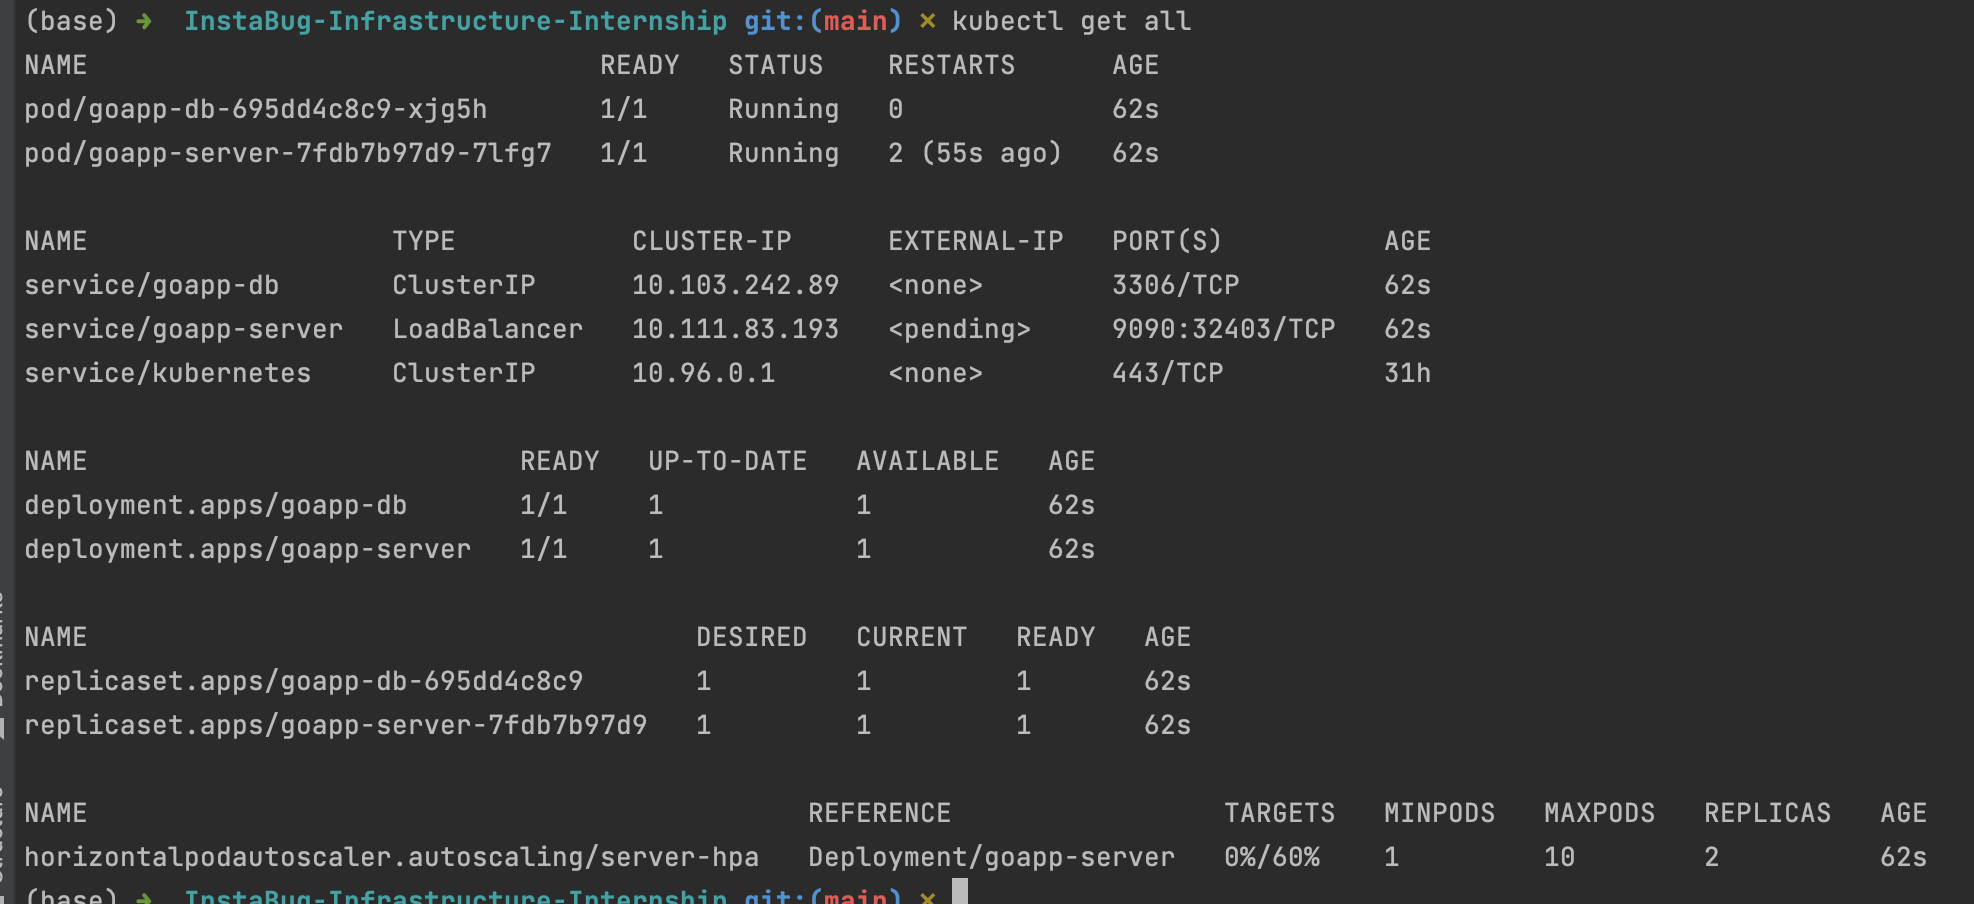 (base) ➜  InstaBug-Infrastructure-Internship git:(main) ✗ kubectl get all
NAME                                READY   STATUS    RESTARTS      AGE
pod/goapp-db-695dd4c8c9-xjg5h       1/1     Running   0             62s
pod/goapp-server-7fdb7b97d9-7lfg7   1/1     Running   2 (55s ago)   62s
NAME                   TYPE           CLUSTER-IP      EXTERNAL-IP   PORT(S)          AGE
service/goapp-db       ClusterIP      10.103.242.89   <none>        3306/TCP         62s
service/goapp-server   LoadBalancer   10.111.83.193   <pending>     9090:32403/TCP   62s
service/kubernetes     ClusterIP      10.96.0.1       <none>        443/TCP          31h
NAME                           READY   UP-TO-DATE   AVAILABLE   AGE
deployment.apps/goapp-db       1/1     1            1           62s
deployment.apps/goapp-server   1/1     1            1           62s
NAME                                      DESIRED   CURRENT   READY   AGE
replicaset.apps/goapp-db-695dd4c8c9       1         1         1       62s
replicaset.apps/goapp-server-7fdb7b97d9   1         1         1       62s
NAME                                             REFERENCE                 TARGETS   MINPODS   MAXPODS   REPLICAS   AGE
horizontalpodautoscaler.autoscaling/server-hpa   Deployment/goapp-server   0%/60%    1         10        2          62s
(base) ➜  InstaBug-Infrastructure-Internship git:(main) ✗